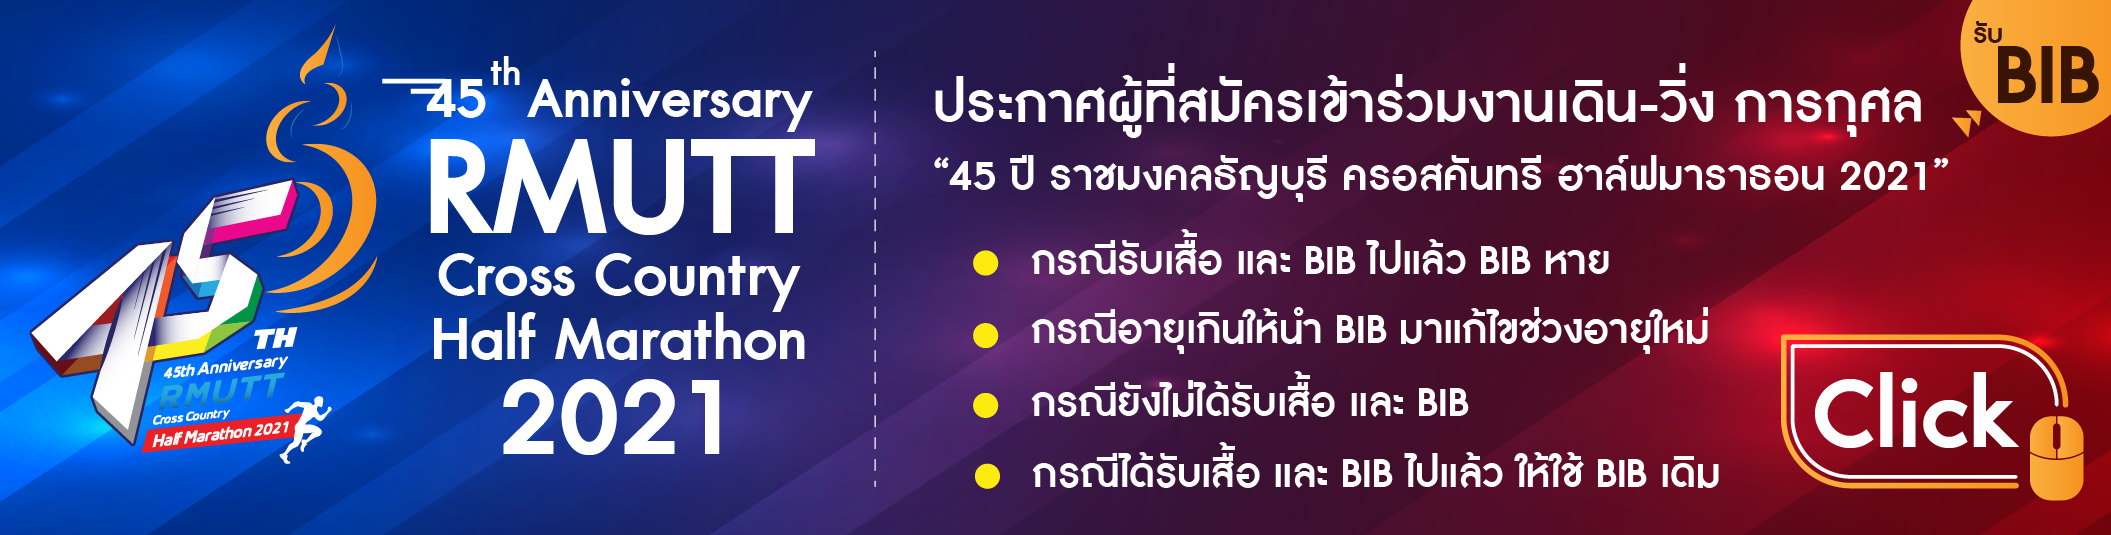 45th Anniversary
RMUTT
Cross Country
Half Marathon
2021
TH
45th Anniversary
RMUTT
Cross Country
Half Marathon 2021
ประกาศผู้ที่สมัครเข้าร่วมงานเดิน-วิ่ง การกุศล
“45 ปี ราชมงคลธัญบุรี ครอสคันทรี ฮาล์ฟมาราธอน 2021”
กรณีรับเสื้อ และ BIB ไปแล้ว BIB หาย
กรณีอายุเกินให้นำ BIB มาแก้ไขช่วงอายุใหม่
กรณียังไม่ได้รับเสื้อ และ BIB
กรณีได้รับเสื้อ และ BIB ไปแล้ว ให้ใช้ BIB เดิม
รับ
BIB
Click